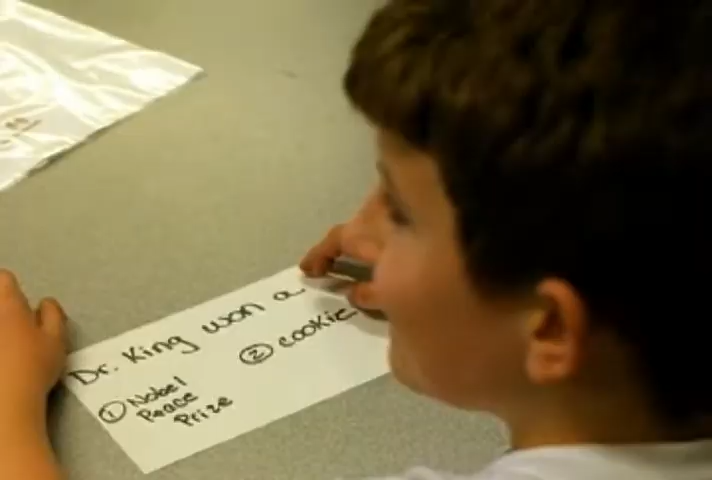 Dr. King won a
① Nobel
Peace
Prize
② cookie